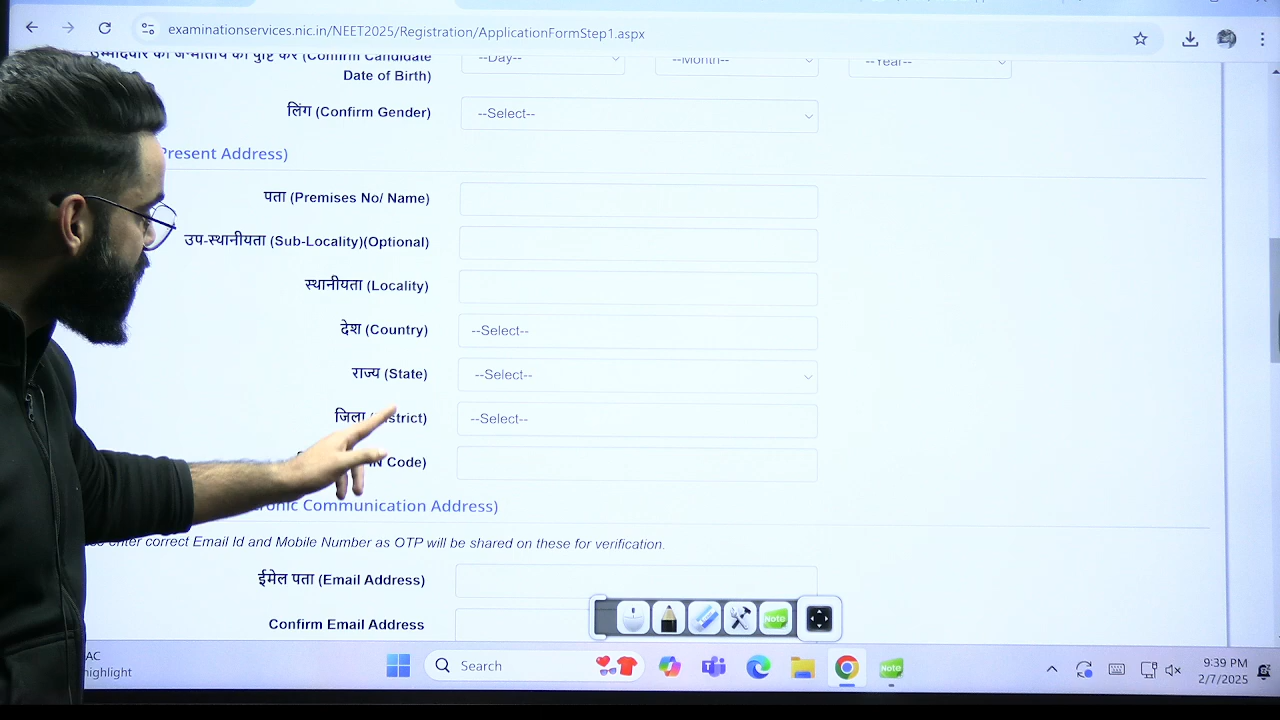 examinationservices.nic.in/NEET2025/Registration/ApplicationFormStep1.aspx
(Confirm Candidate
Date of Birth)
--Day--
--Month--
--Year--
लिंग (Confirm Gender)
--Select--
Present Address)
पता (Premises No/ Name)
उप-स्थानीयता (Sub-Locality)(Optional)
स्थानीयता (Locality)
देश (Country)
--Select--
राज्य (State)
--Select--
जिला
--Select--
Code)
Communication Address)
enter correct Email Id and Mobile Number as OTP will be shared on these for verification.
ईमेल पता (Email Address)
Confirm Email Address
Note
highlight
Search
Note
9:39 PM
2/7/2025